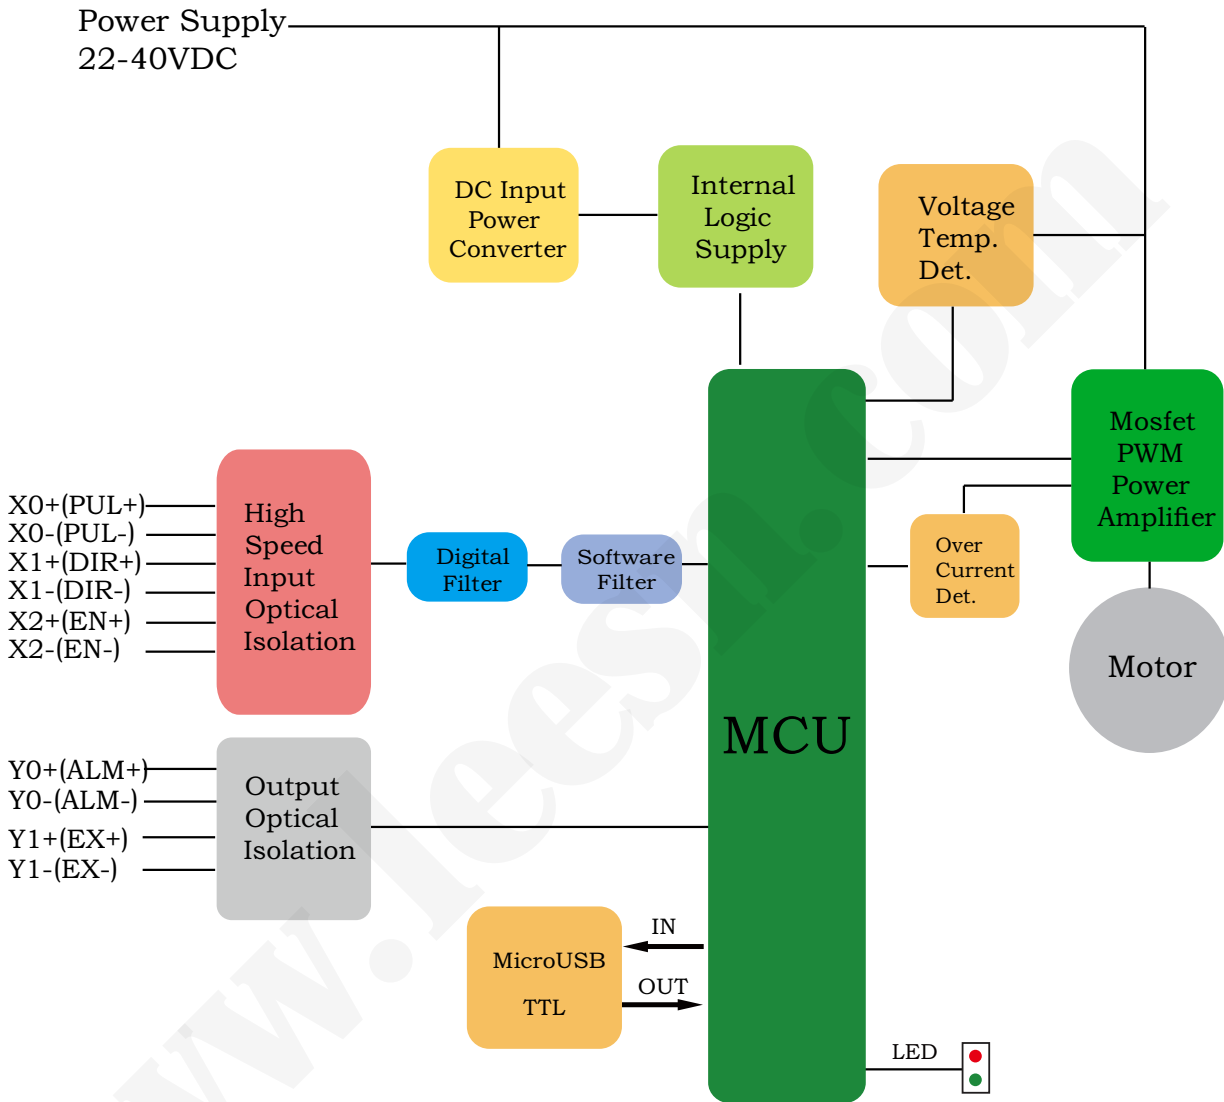 Power Supply
22-40VDC
DC Input
Power
Converter
Internal
Logic
Supply
Voltage
Temp.
Det.
Mosfet
PWM
Power
Amplifier
X0+(PUL+)
X0-(PUL-)
X1+(DIR+)
X1-(DIR-)
X2+(EN+)
X2-(EN-)
High
Speed
Input
Optical
Isolation
Digital
Filter
Software
Filter
Over
Current
Det.
Motor
MCU
Y0+(ALM+)
Y0-(ALM-)
Y1+(EX+)
Y1-(EX-)
Output
Optical
Isolation
MicroUSB
TTL
IN
OUT
LED
www.leesn.com